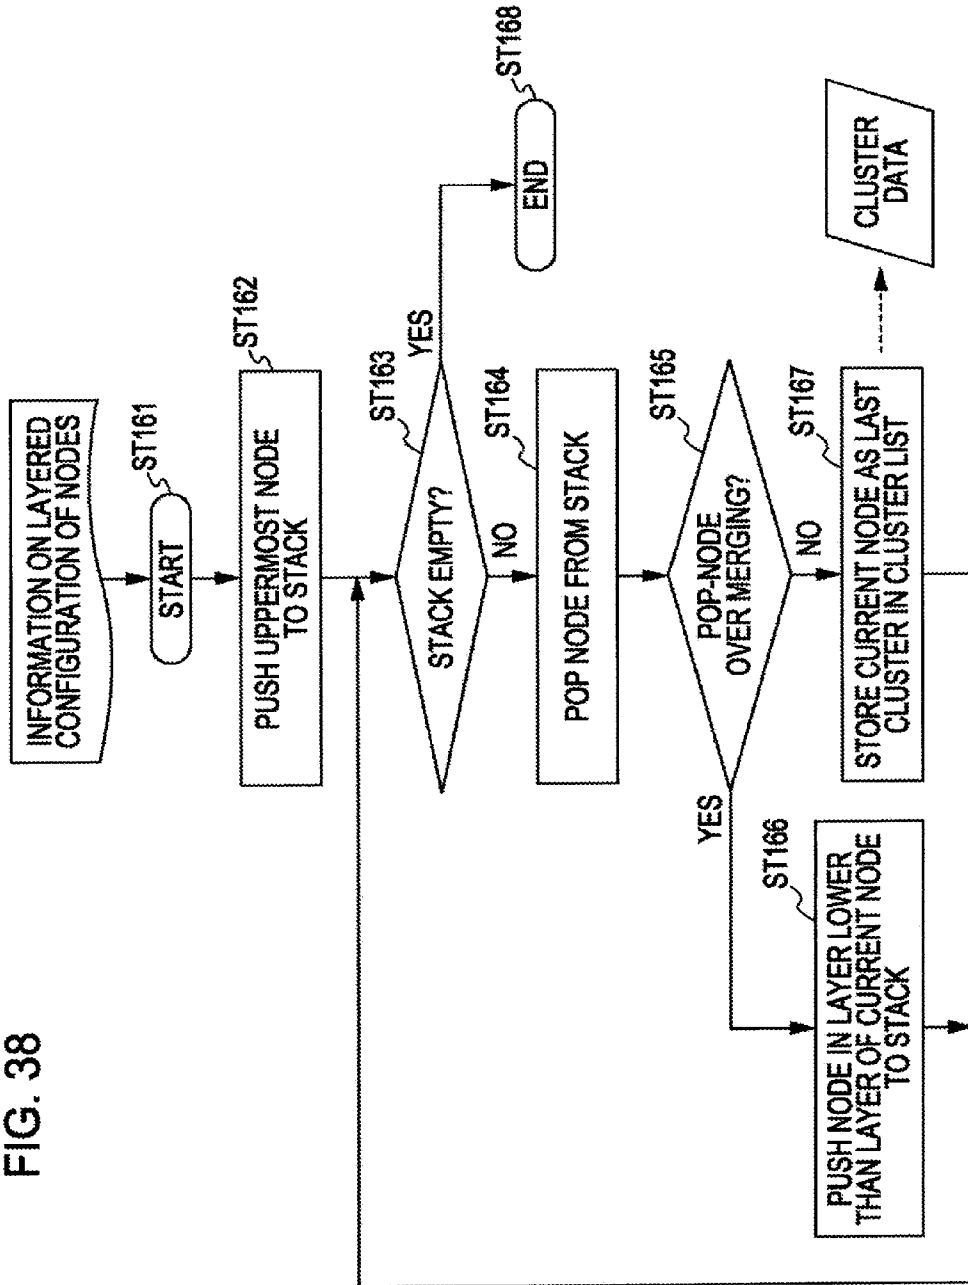 FIG. 38
INFORMATION ON LAYERED
CONFIGURATION OF NODES
START
ST161
PUSH UPPERMOST NODE
TO STACK
ST162
STACK EMPTY?
ST163
YES
NO
END
ST168
POP NODE FROM STACK
ST164
POP-NODE
OVER MERGING?
ST165
YES
NO
PUSH NODE IN LAYER LOWER
THAN LAYER OF CURRENT NODE
TO STACK
ST166
STORE CURRENT NODE AS LAST
CLUSTER IN CLUSTER LIST
ST167
CLUSTER
DATA